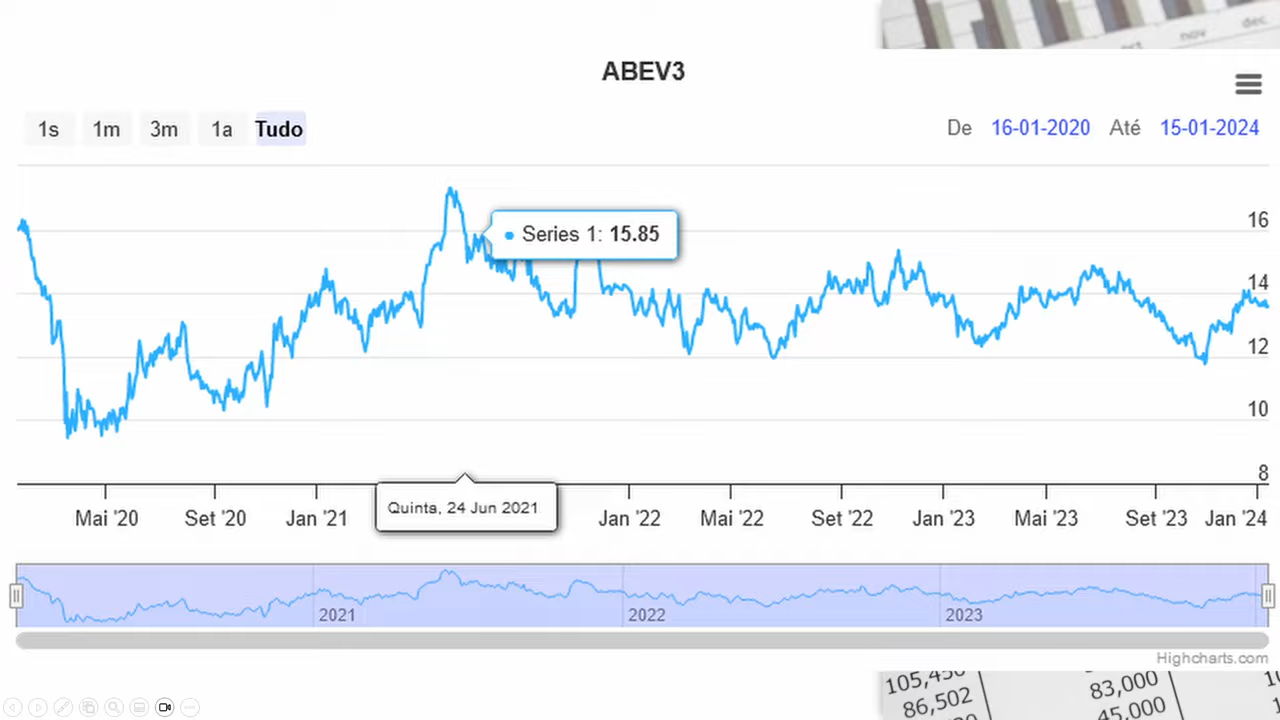 nov
dec
ABEV3
1s 1m 3m 1a Tudo
De 16-01-2020 Até 15-01-2024
Series 1: 15.85
16
14
12
10
8
Quinta, 24 Jun 2021
Mai '20 Set '20 Jan '21 Jan '22 Mai '22 Set '22 Jan '23 Mai '23 Set '23 Jan '24
2021 2022 2023
Highcharts.com
86,502
83,000
45,000